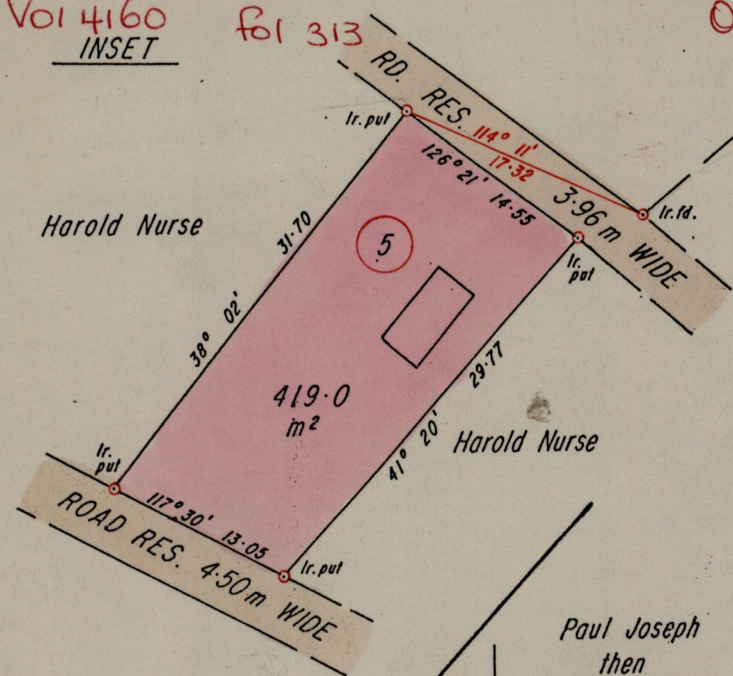 Vol 4160 fol 313
INSET
RD. RES. 3·96 m WIDE
Ir. put
114° 11'
17·32
126° 21' 14·55
Ir. fd.
Harold Nurse
31·70
5
Ir. put
38° 02'
29·77
419·0
m²
41° 20'
Harold Nurse
Ir. put
117° 30' 13·05
Ir. put
ROAD RES. 4·50 m WIDE
Paul Joseph
then